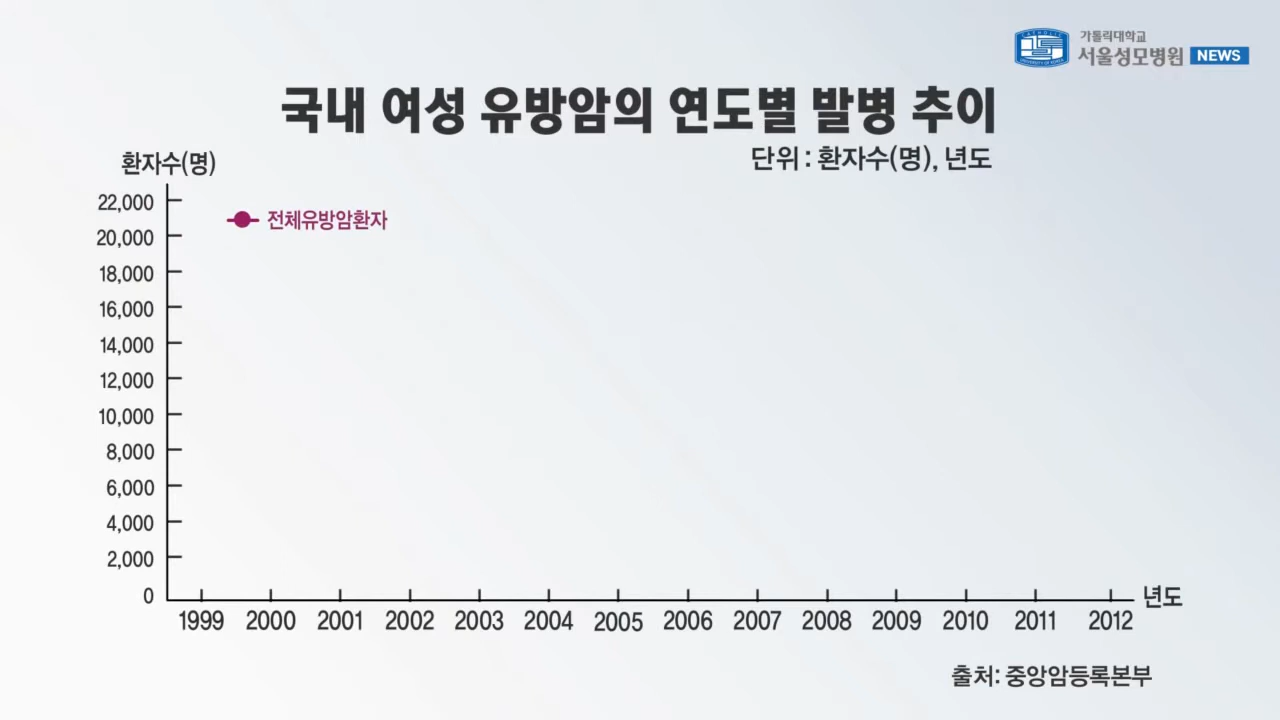 가톨릭대학교
서울성모병원 NEWS
CATHOLIC
UNIVERSITY OF KOREA
국내 여성 유방암의 연도별 발병 추이
단위 : 환자수(명), 년도
환자수(명)
22,000
전체유방암환자
20,000
18,000
16,000
14,000
12,000
10,000
8,000
6,000
4,000
2,000
0
년도
1999 2000 2001 2002 2003 2004 2005 2006 2007 2008 2009 2010 2011 2012
출처: 중앙암등록본부